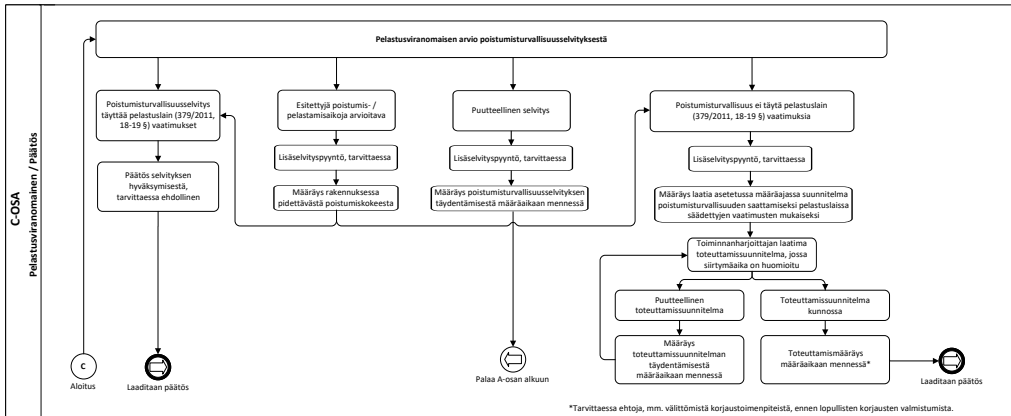 C-OSA
Pelastusviranomainen / Päätös
Pelastusviranomaisen arvio poistumisturvallisuusselvityksestä
Poistumisturvallisuusselvitys
täyttää pelastuslain (379/2011,
18-19 §) vaatimukset
Päätös selvityksen
hyväksymisestä,
tarvittaessa ehdollinen
Esitettyjä poistumis- /
pelastamisaikoja arvioitava
Lisäselvityspyyntö, tarvittaessa
Määräys rakennuksessa
pidettävästä poistumiskokeesta
Puutteellinen selvitys
Lisäselvityspyyntö, tarvittaessa
Määräys poistumisturvallisuusselvityksen
täydentämisestä määräaikaan mennessä
Poistumisturvallisuus ei täytä pelastuslain
(379/2011, 18-19 §) vaatimuksia
Lisäselvityspyyntö, tarvittaessa
Määräys laatia asetetussa määräajassa suunnitelma
poistumisturvallisuuden saattamiseksi pelastuslaissa
säädettyjen vaatimusten mukaiseksi
Toiminnanharjoittajan laatima
toteuttamissuunnitelma, jossa
siirtymäaika on huomioitu
Puutteellinen
toteuttamissuunnitelma
Toteuttamissuunnitelma
kunnossa
Määräys
toteuttamissuunnitelman
täydentämisestä
määräaikaan mennessä
Toteuttamismääräys
määräaikaan mennessä*
C
Aloitus
Laaditaan päätös
Palaa A-osan alkuun
Laaditaan päätös
*Tarvittaessa ehtoja, mm. välittömistä korjaustoimenpiteistä, ennen lopullisten korjausten valmistumista.